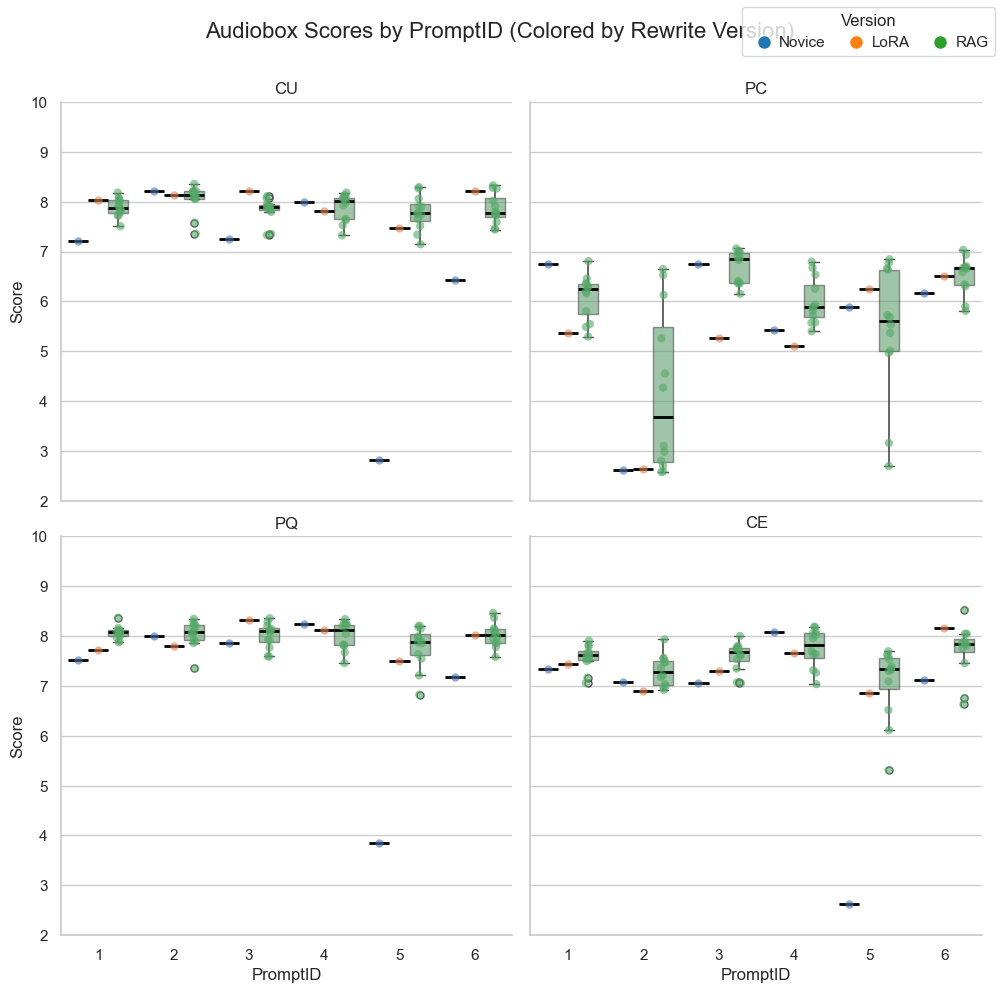 Audiobox Scores by PromptID (Colored by Rewrite Version)
Version
Novice LoRA RAG
CU
PC
Score
10
9
8
7
6
5
4
3
2
PQ
CE
Score
10
9
8
7
6
5
4
3
2
1 2 3 4 5 6
1 2 3 4 5 6
PromptID
PromptID